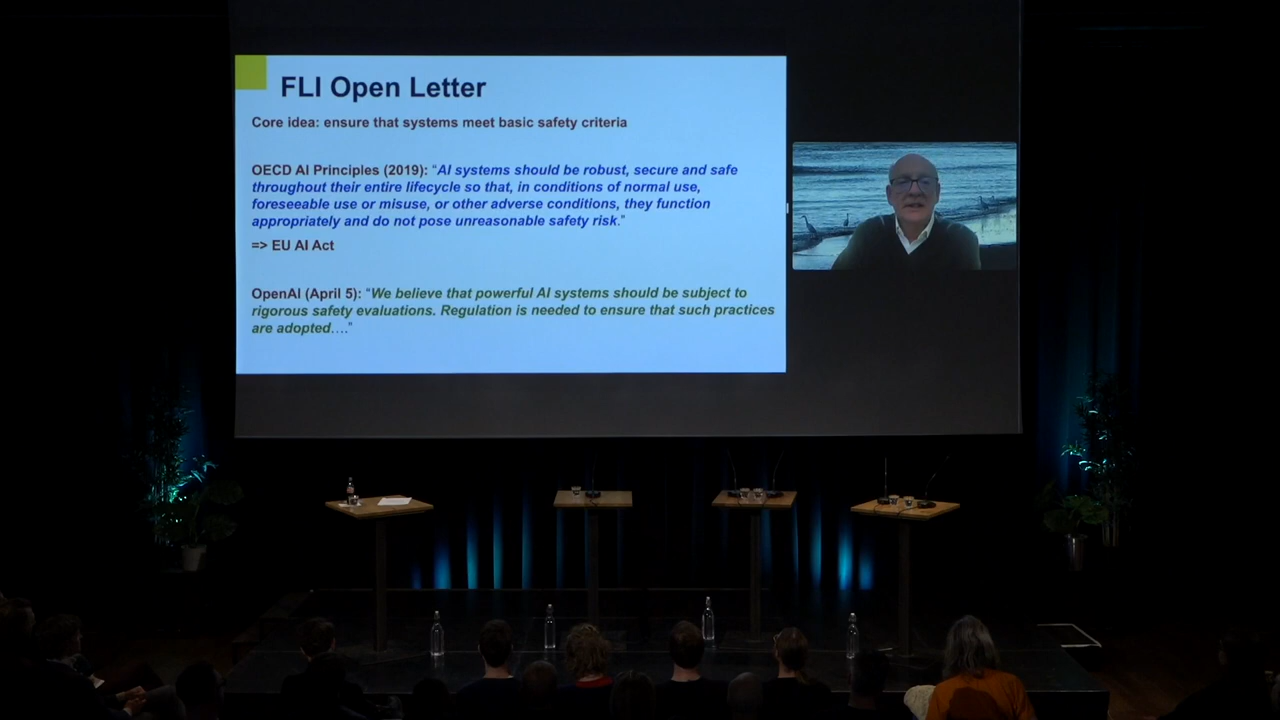 FLI Open Letter
Core idea: ensure that systems meet basic safety criteria
OECD AI Principles (2019): “AI systems should be robust, secure and safe
throughout their entire lifecycle so that, in conditions of normal use,
foreseeable use or misuse, or other adverse conditions, they function
appropriately and do not pose unreasonable safety risk.”
=> EU AI Act
OpenAI (April 5): “We believe that powerful AI systems should be subject to
rigorous safety evaluations. Regulation is needed to ensure that such practices
are adopted….”